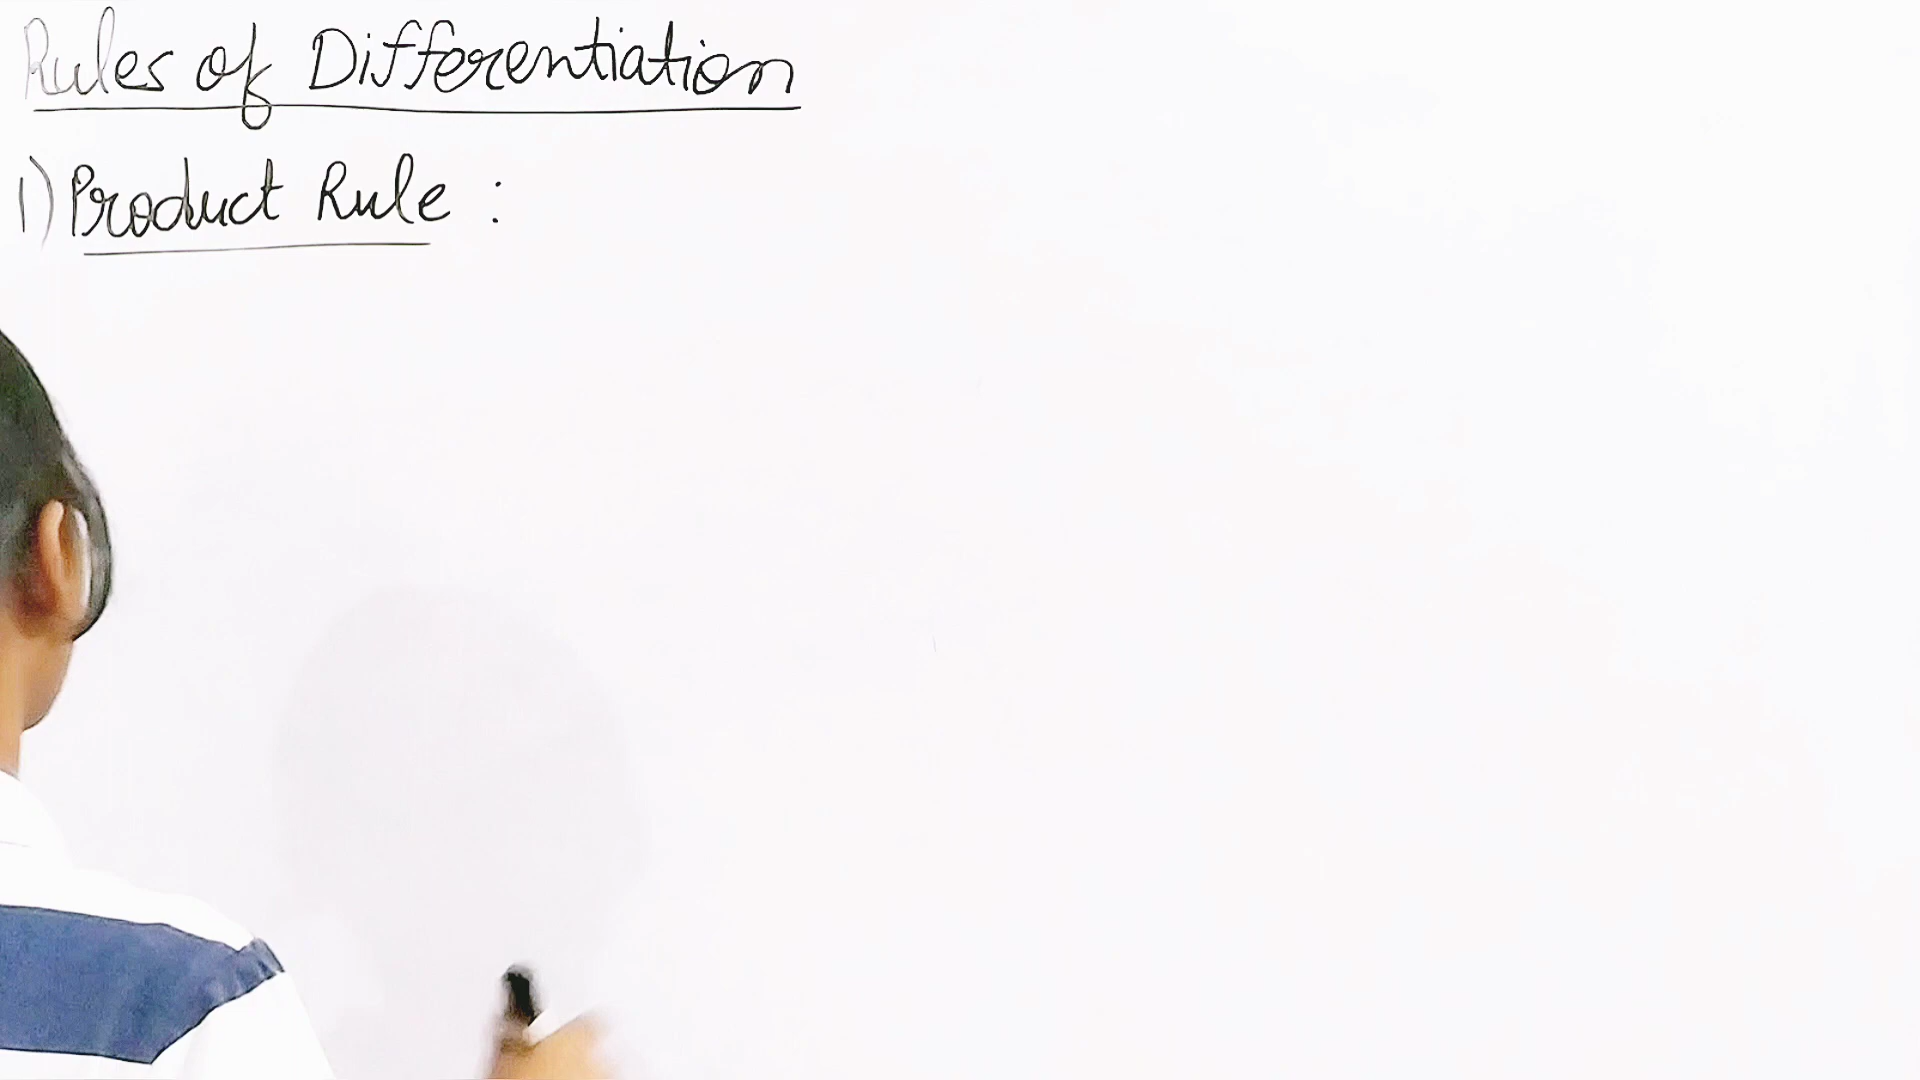 Rules of Differentiation
1) Product Rule :